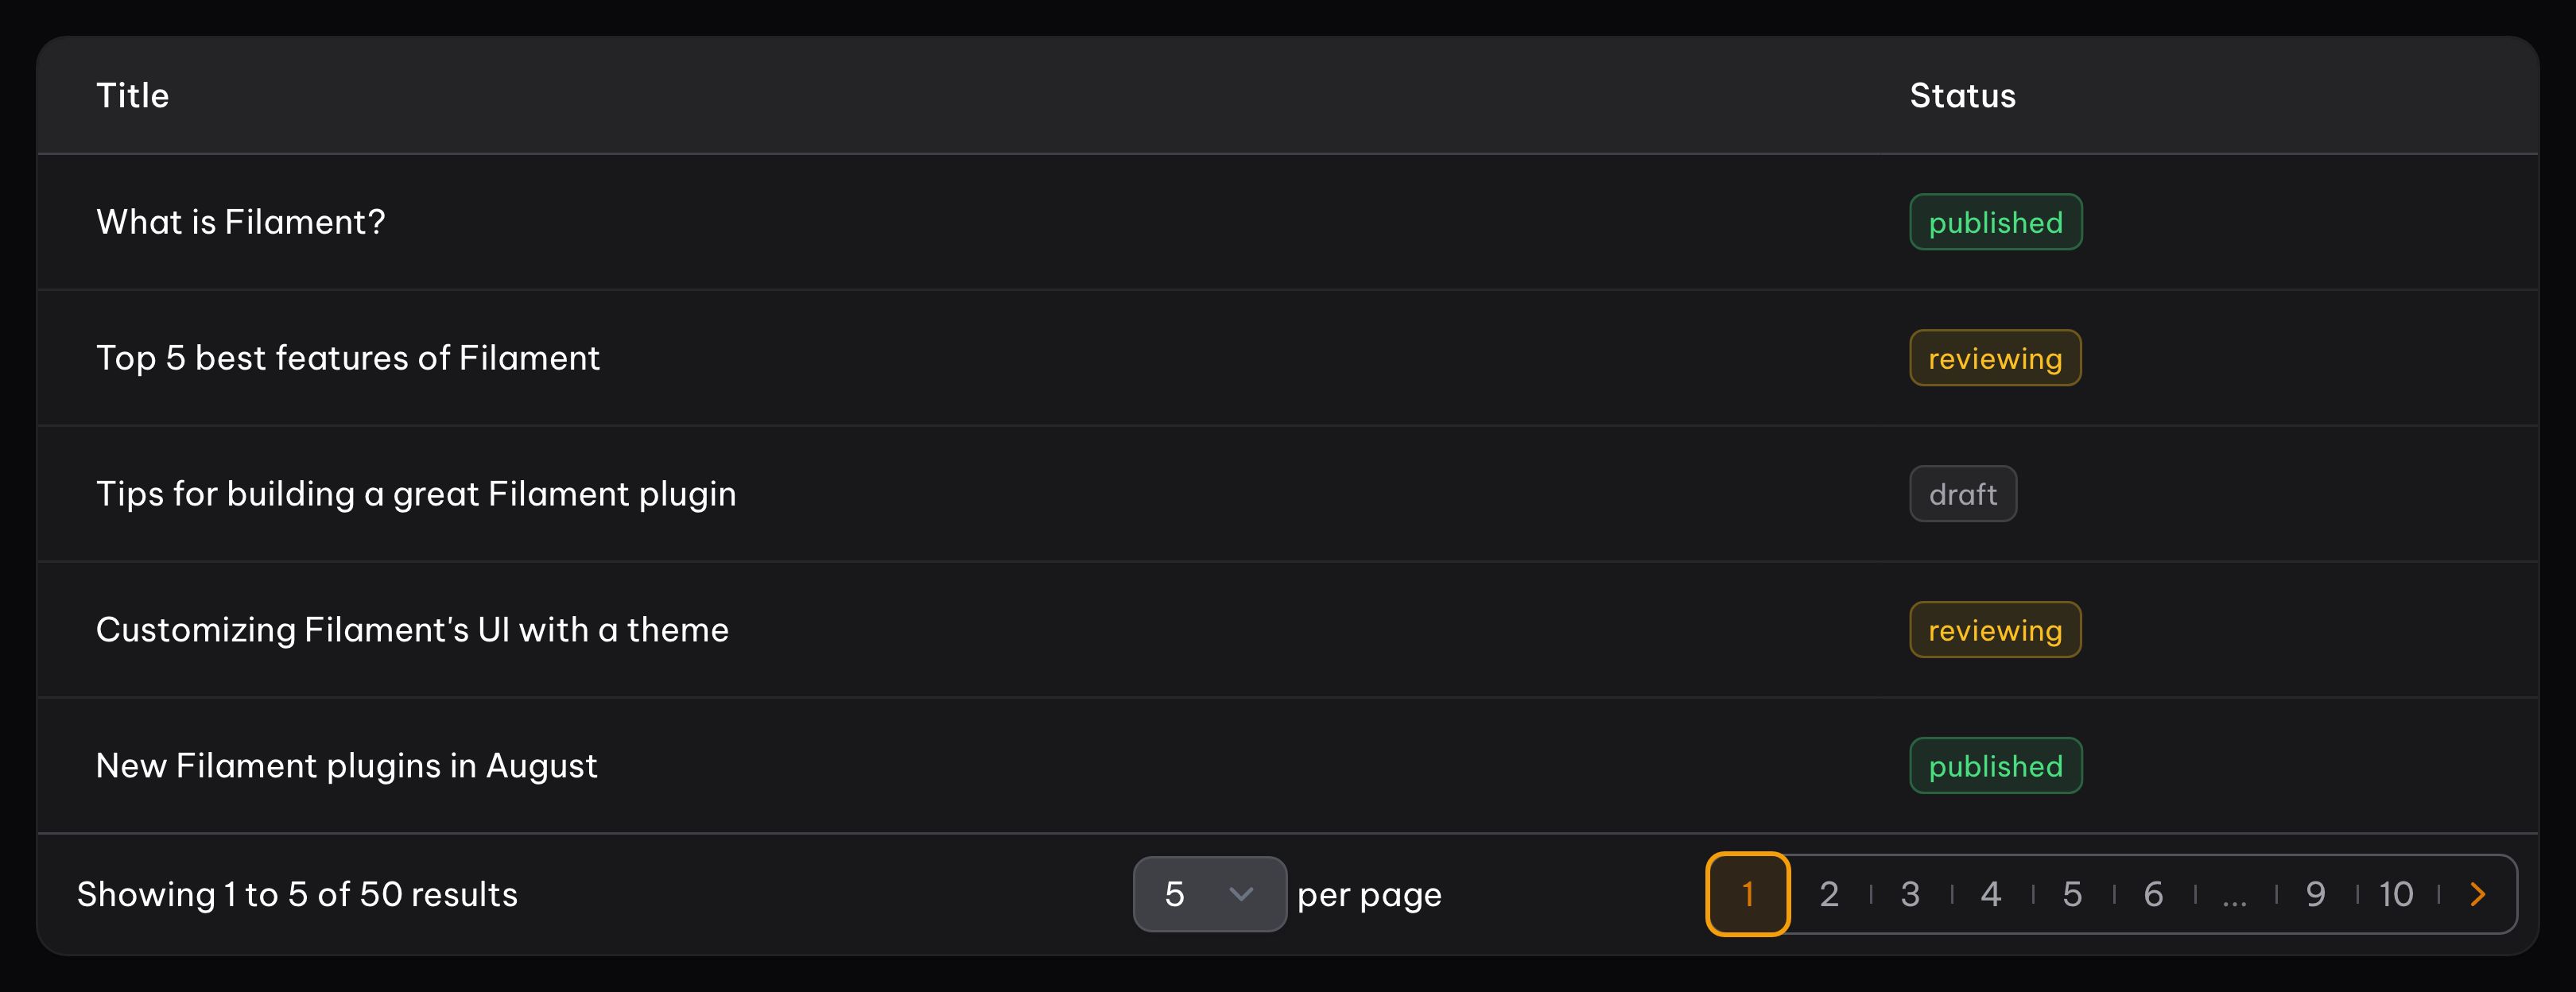 Title Status
What is Filament? published
Top 5 best features of Filament reviewing
Tips for building a great Filament plugin draft
Customizing Filament's UI with a theme reviewing
New Filament plugins in August published
Showing 1 to 5 of 50 results 5 per page 1 2 3 4 5 6 ... 9 10